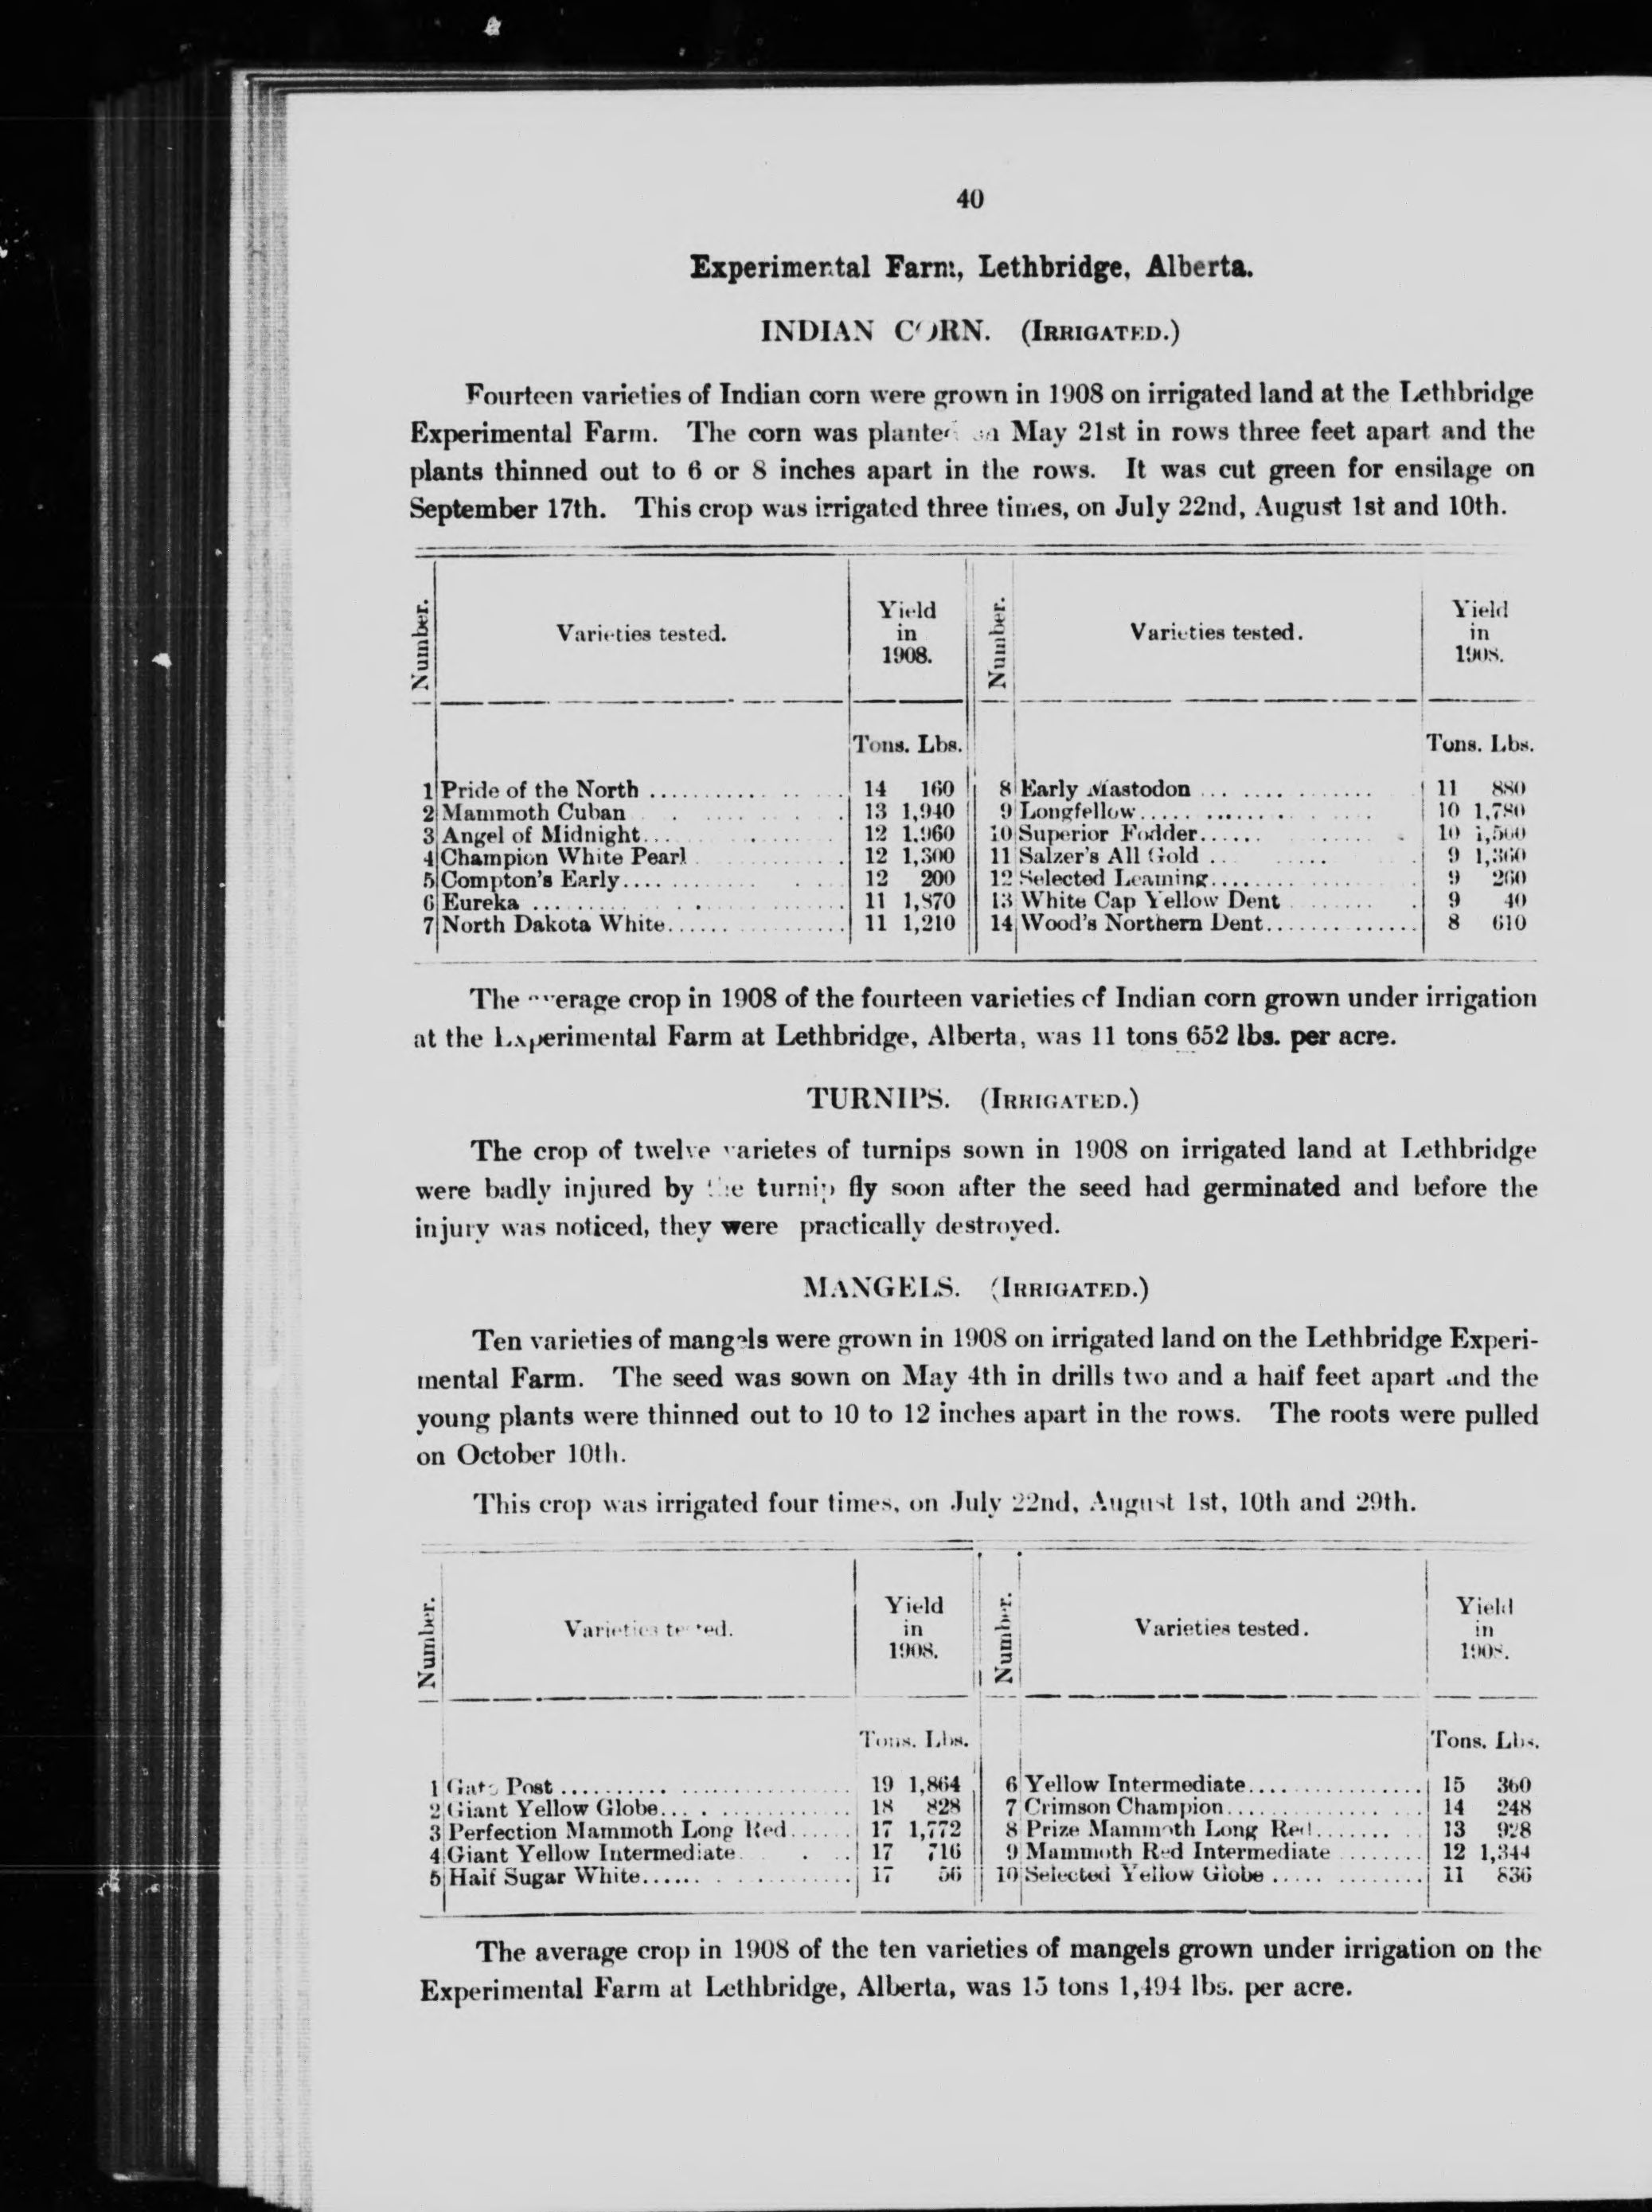 40
Experimental Farm, Lethbridge, Alberta.
INDIAN CORN. (IRRIGATED.)
Fourteen varieties of Indian corn were grown in 1908 on irrigated land at the Lethbridge
Experimental Farm. The corn was planted on May 21st in rows three feet apart and the
plants thinned out to 6 or 8 inches apart in the rows. It was cut green for ensilage on
September 17th. This crop was irrigated three times, on July 22nd, August 1st and 10th.
Number. Varieties tested. Yield in 1908. Number. Varieties tested. Yield in 1908.
Tons. Lbs. Tons. Lbs.
1 Pride of the North 14 160 8 Early Mastodon 11 880
2 Mammoth Cuban 13 1,940 9 Longfellow 10 1,780
3 Angel of Midnight 12 1,960 10 Superior Fodder 10 1,560
4 Champion White Pearl 12 1,300 11 Salzer's All Gold 9 1,360
5 Compton's Early 12 200 12 Selected Leaming 9 260
6 Eureka 11 1,870 13 White Cap Yellow Dent 9 40
7 North Dakota White 11 1,210 14 Wood's Northern Dent 8 610
The average crop in 1908 of the fourteen varieties of Indian corn grown under irrigation
at the Experimental Farm at Lethbridge, Alberta, was 11 tons 652 lbs. per acre.
TURNIPS. (IRRIGATED.)
The crop of twelve varietes of turnips sown in 1908 on irrigated land at Lethbridge
were badly injured by the turnip fly soon after the seed had germinated and before the
injury was noticed, they were practically destroyed.
MANGELS. (IRRIGATED.)
Ten varieties of mangels were grown in 1908 on irrigated land on the Lethbridge Experi-
mental Farm. The seed was sown on May 4th in drills two and a half feet apart and the
young plants were thinned out to 10 to 12 inches apart in the rows. The roots were pulled
on October 10th.
This crop was irrigated four times, on July 22nd, August 1st, 10th and 29th.
Number. Varieties tested. Yield in 1908. Number. Varieties tested. Yield in 1908.
Tons. Lbs. Tons. Lbs.
1 Gate Post 19 1,864 6 Yellow Intermediate 15 360
2 Giant Yellow Globe 18 828 7 Crimson Champion 14 248
3 Perfection Mammoth Long Red 17 1,772 8 Prize Mammoth Long Red 13 928
4 Giant Yellow Intermediate 17 716 9 Mammoth Red Intermediate 12 1,344
5 Half Sugar White 17 56 10 Selected Yellow Globe 11 836
The average crop in 1908 of the ten varieties of mangels grown under irrigation on the
Experimental Farm at Lethbridge, Alberta, was 15 tons 1,494 lbs. per acre.